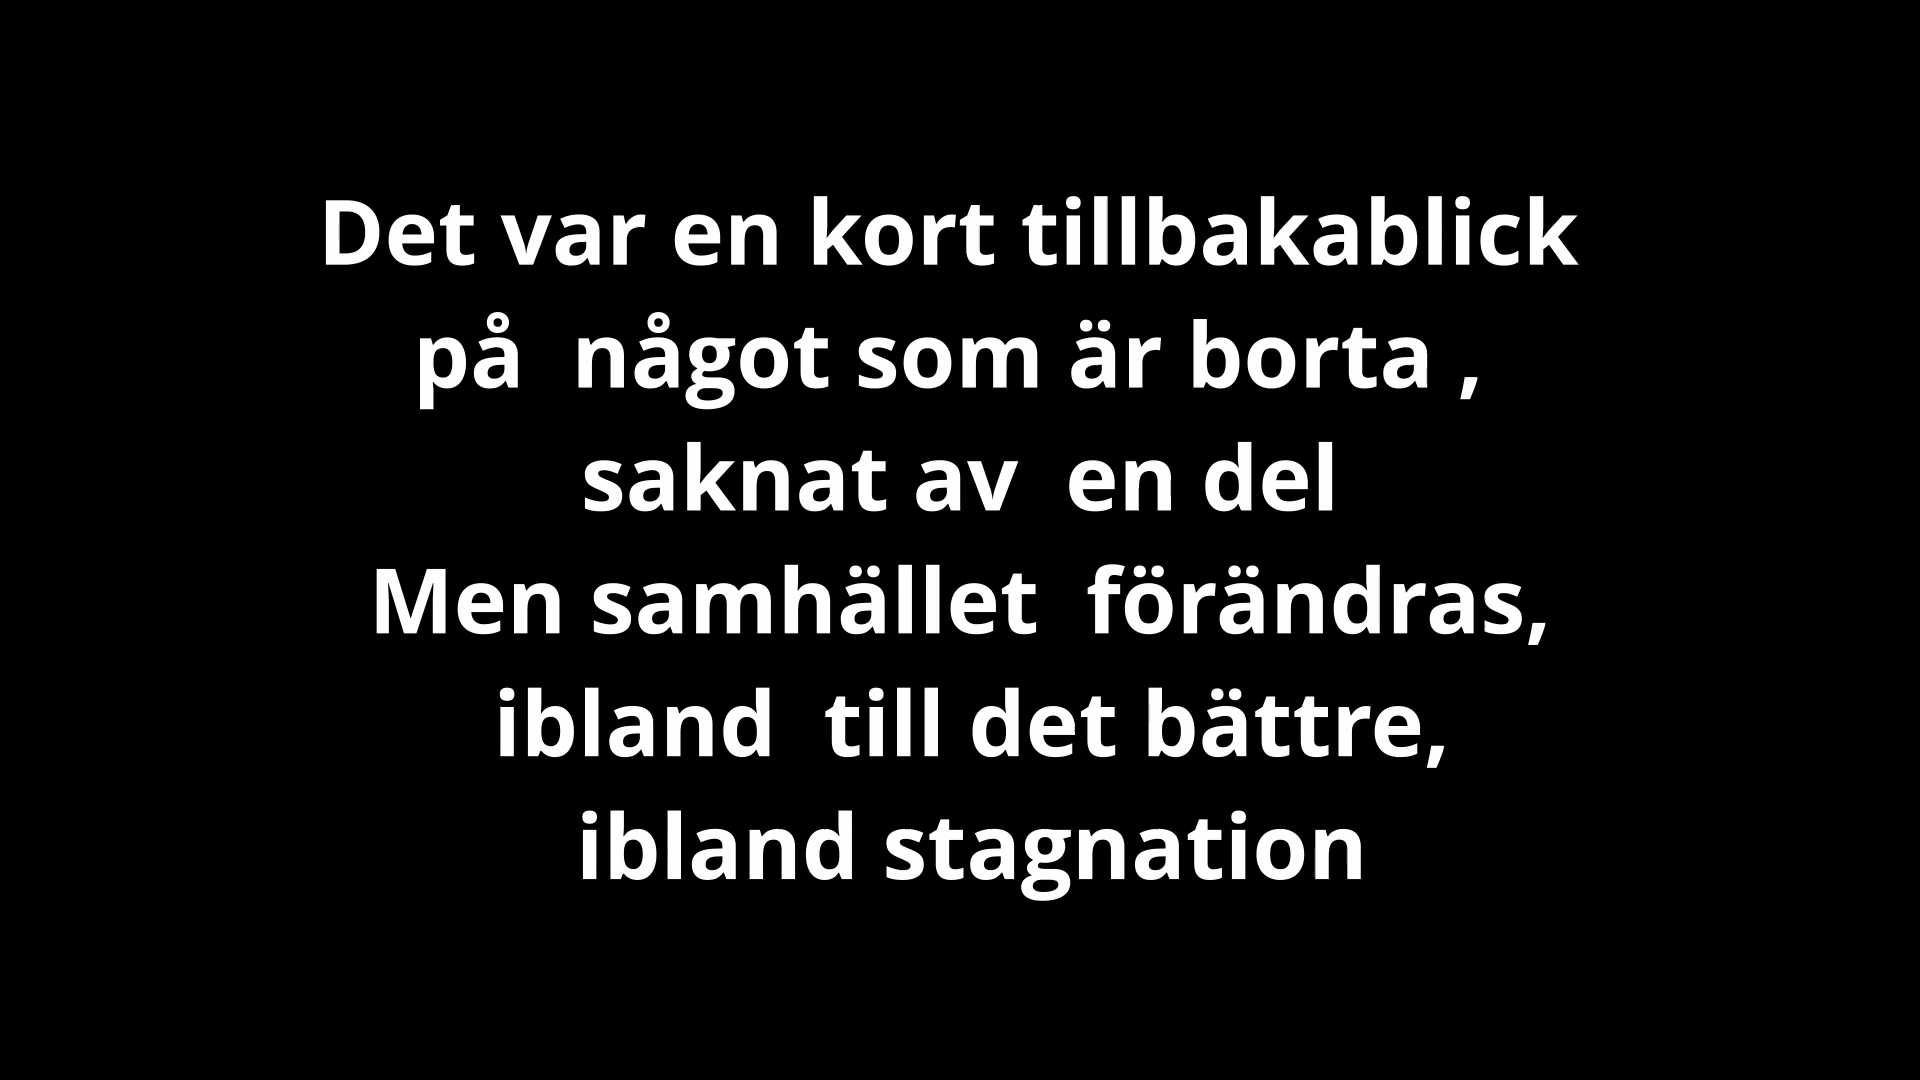 Det var en kort tillbakablick
på  något som är borta ,
saknat av  en del
Men samhället  förändras,
ibland  till det bättre,
ibland stagnation